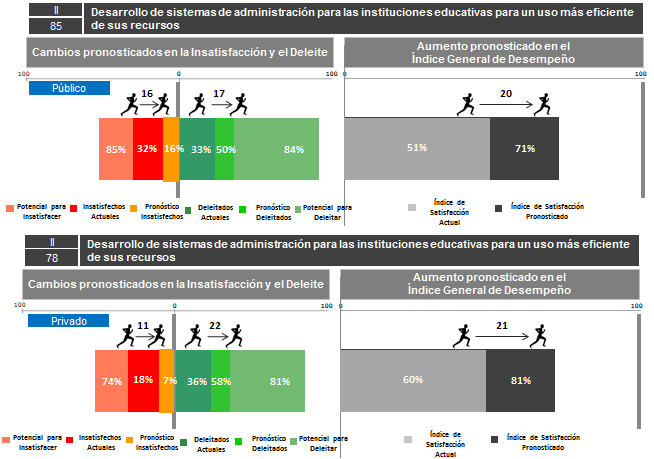 II
85
Desarrollo de sistemas de administración para las instituciones educativas para un uso más eficiente
de sus recursos
Cambios pronosticados en la Insatisfacción y el Deleite
Aumento pronosticado en el
Índice General de Desempeño
100 0 100 0 100
Público
16 17 20
85% 32% 16% 33% 50% 84% 51% 71%
Potencial para
Insatisfacer
Insatisfechos
Actuales
Pronóstico
Insatisfechos
Deleitados
Actuales
Pronóstico
Deleitados
Potencial para
Deleitar
Índice de
Satisfacción
Actual
Índice de Satisfacción
Pronosticado
II
78
Desarrollo de sistemas de administración para las instituciones educativas para un uso más eficiente
de sus recursos
Cambios pronosticados en la Insatisfacción y el Deleite
Aumento pronosticado en el
Índice General de Desempeño
100 0 100 0 100
Privado
11 22 21
74% 18% 7% 36% 58% 81% 60% 81%
Potencial para
Insatisfacer
Insatisfechos
Actuales
Pronóstico
Insatisfechos
Deleitados
Actuales
Pronóstico
Deleitados
Potencial para
Deleitar
Índice de
Satisfacción
Actual
Índice de Satisfacción
Pronosticado